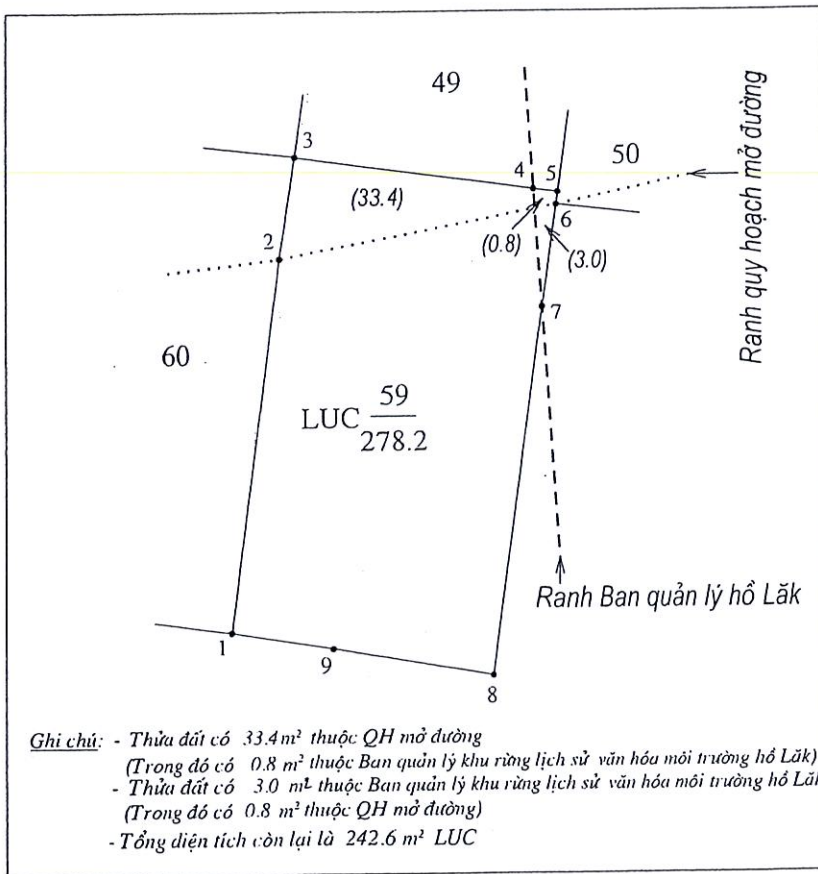 49
3
4
5
50
(33.4)
6
2
(0.8)
(3.0)
7
60
LUC 59
278.2
Ranh quy hoạch mở đường
Ranh Ban quản lý hồ Lăk
1
9
8
Ghi chú: - Thửa đất có 33.4 m² thuộc QH mở đường
(Trong đó có 0.8 m² thuộc Ban quản lý khu rừng lịch sử văn hóa môi trường hồ Lăk)
- Thửa đất có 3.0 m² thuộc Ban quản lý khu rừng lịch sử văn hóa môi trường hồ Lăk
(Trong đó có 0.8 m² thuộc QH mở đường)
- Tổng diện tích còn lại là 242.6 m² LUC